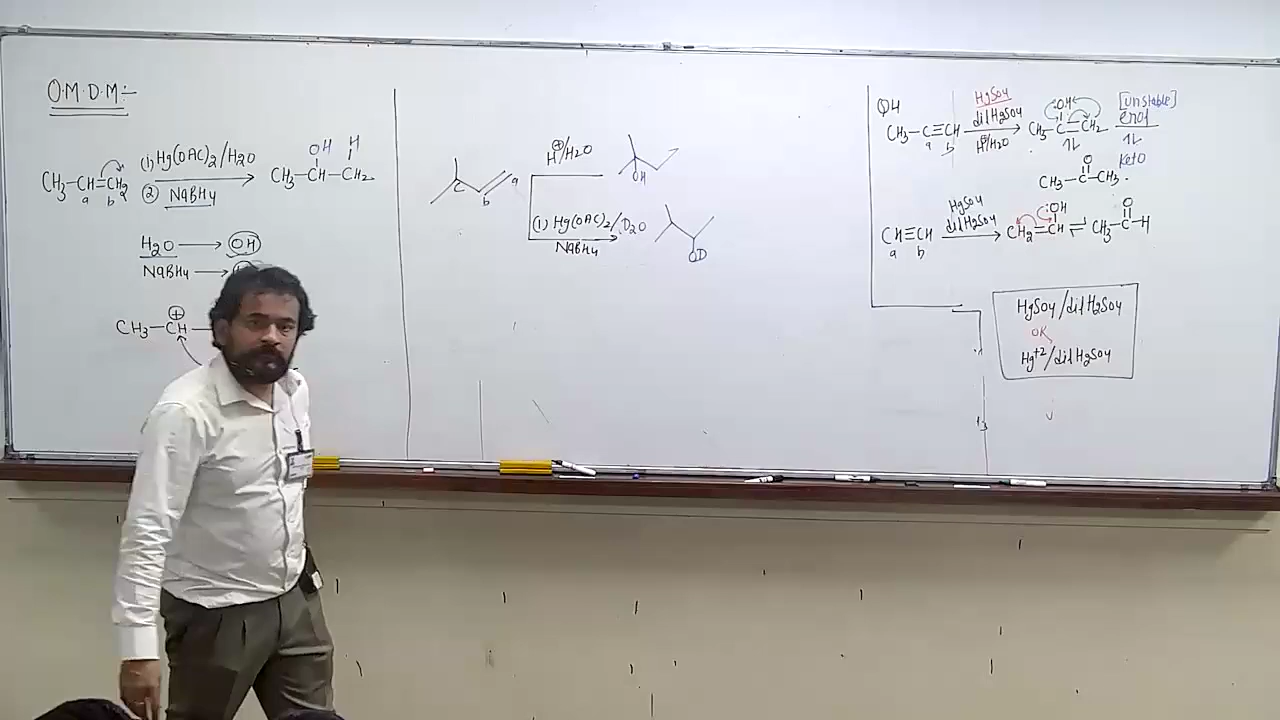 O.M.D.M:-
CH3-CH=CH2
a b
(1) Hg(OAC)2/H2O
(2) NaBH4
OH H
CH3-CH-CH2
H2O → OH
NaBH4 →
⊕
CH3-CH-
C
a
b
H⊕/H2O
OH
(1) Hg(OAC)2/D2O
NaBH4
OD
Q4
CH3-C≡CH
a b
HgSO4
dil H2SO4
H⊕/H2O
:OH
CH3-C=CH2
[unstable]
enol
⇅
⇅
Keto
O
CH3-C-CH3.
CH≡CH
a b
HgSO4
dil H2SO4
:OH
CH2=CH ⇌ CH3-C-H
O
HgSO4/dil H2SO4
OR
Hg+2/dil H2SO4